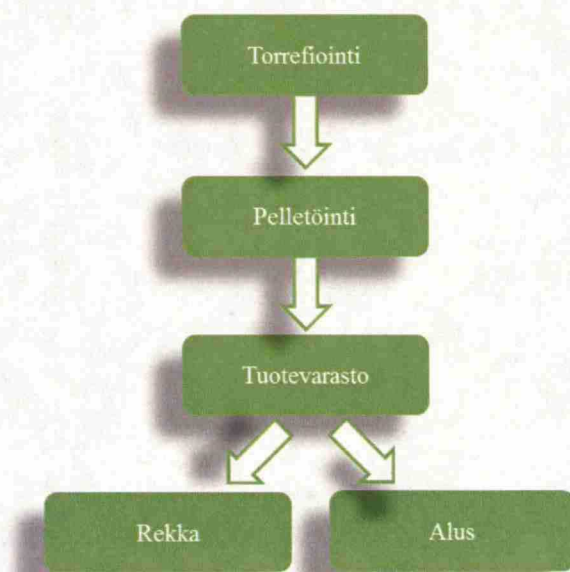 Torrefiointi
Pelletöinti
Tuotevarasto
Rekka
Alus